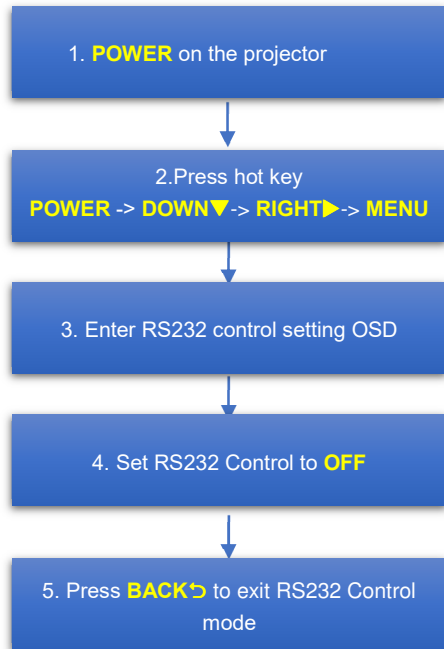 1. POWER on the projector
2.Press hot key
POWER -> DOWN▼-> RIGHT▶-> MENU
3. Enter RS232 control setting OSD
4. Set RS232 Control to OFF
5. Press BACK⮌ to exit RS232 Control
mode